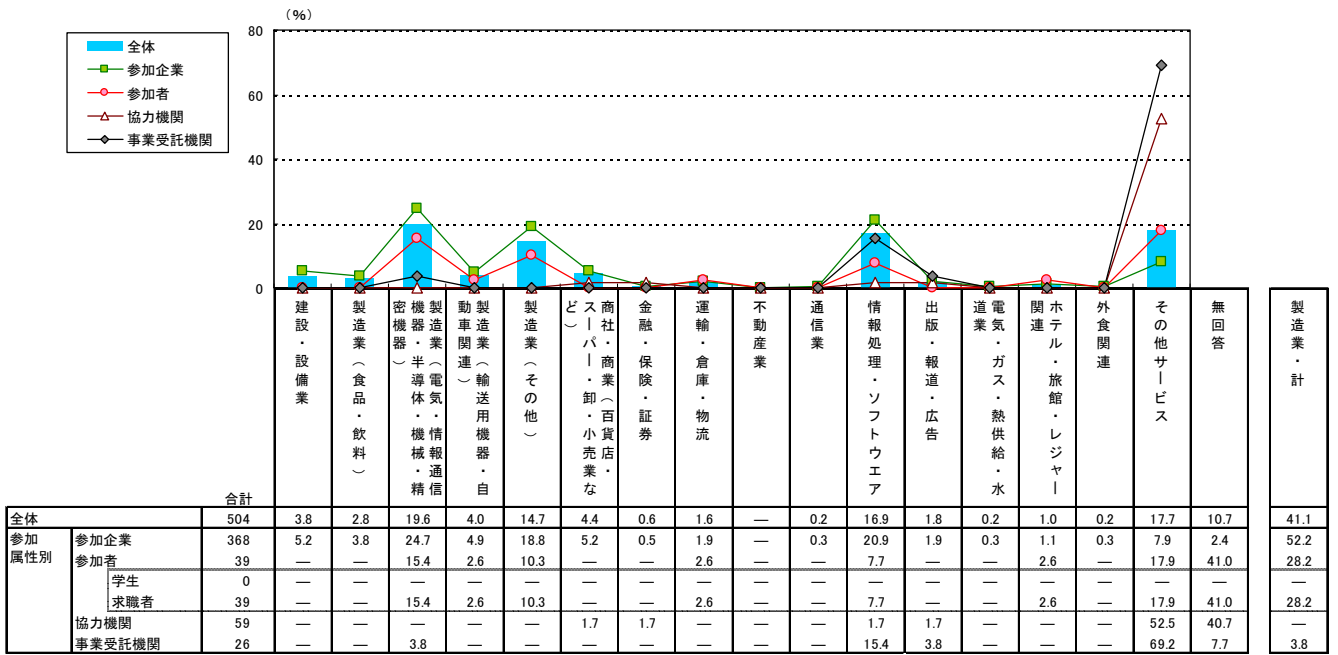 （%）
80
60
40
20
0
全体
参加企業
参加者
協力機関
事業受託機関
建設・設備業
製造業（食品・飲料）
製造業（電気・情報通信
機器・半導体・機械・精
密機器）
製造業（輸送用機器・自
動車関連）
製造業（その他）
商社・商業（百貨店・
スーパー・卸・小売業な
ど）
金融・保険・証券
運輸・倉庫・物流
不動産業
通信業
情報処理・ソフトウエア
出版・報道・広告
電気・ガス・熱供給・水
道業
ホテル・旅館・レジャー
関連
外食関連
その他サービス
無回答
製造業・計
合計
全体 504 3.8 2.8 19.6 4.0 14.7 4.4 0.6 1.6 — 0.2 16.9 1.8 0.2 1.0 0.2 17.7 10.7 41.1
参加
属性別
参加企業 368 5.2 3.8 24.7 4.9 18.8 5.2 0.5 1.9 — 0.3 20.9 1.9 0.3 1.1 0.3 7.9 2.4 52.2
参加者 39 — — 15.4 2.6 10.3 — — 2.6 — — 7.7 — — 2.6 — 17.9 41.0 28.2
学生 0 — — — — — — — — — — — — — — — — — —
求職者 39 — — 15.4 2.6 10.3 — — 2.6 — — 7.7 — — 2.6 — 17.9 41.0 28.2
協力機関 59 — — — — — 1.7 1.7 — — — 1.7 1.7 — — — 52.5 40.7 —
事業受託機関 26 — — 3.8 — — — — — — — 15.4 3.8 — — — 69.2 7.7 3.8